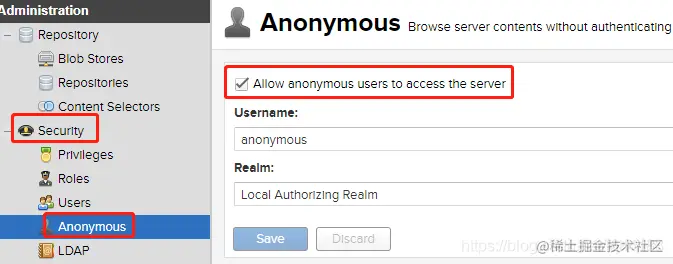 Administration
Repository
Blob Stores
Repositories
Content Selectors
Security
Privileges
Roles
Users
Anonymous
LDAP
Anonymous Browse server contents without authenticating
Allow anonymous users to access the server
Username:
anonymous
Realm:
Local Authorizing Realm
Save Discard
https://blog
@稀土掘金技术社区